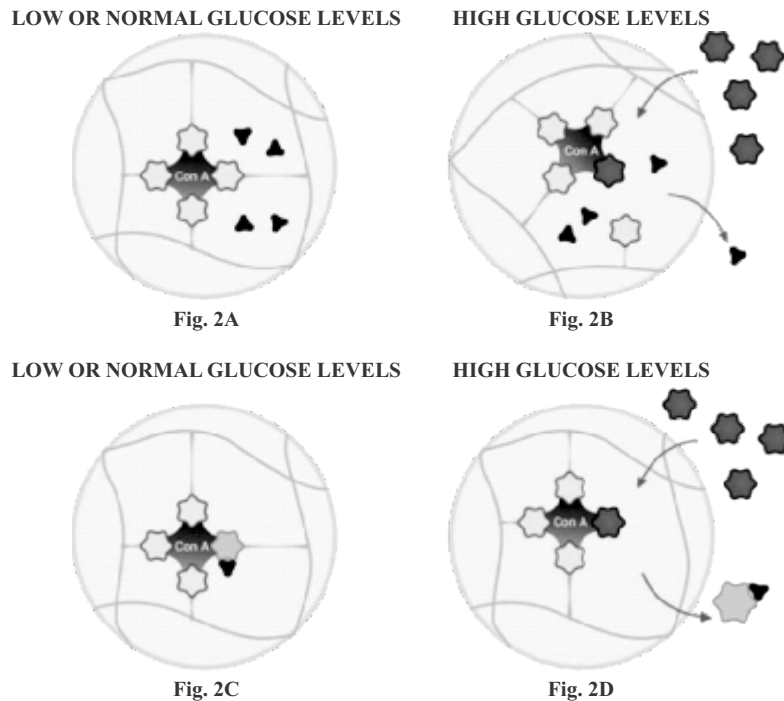 LOW OR NORMAL GLUCOSE LEVELS
HIGH GLUCOSE LEVELS
Con A
Con A
Fig. 2A
Fig. 2B
LOW OR NORMAL GLUCOSE LEVELS
HIGH GLUCOSE LEVELS
Con A
Con A
Fig. 2C
Fig. 2D